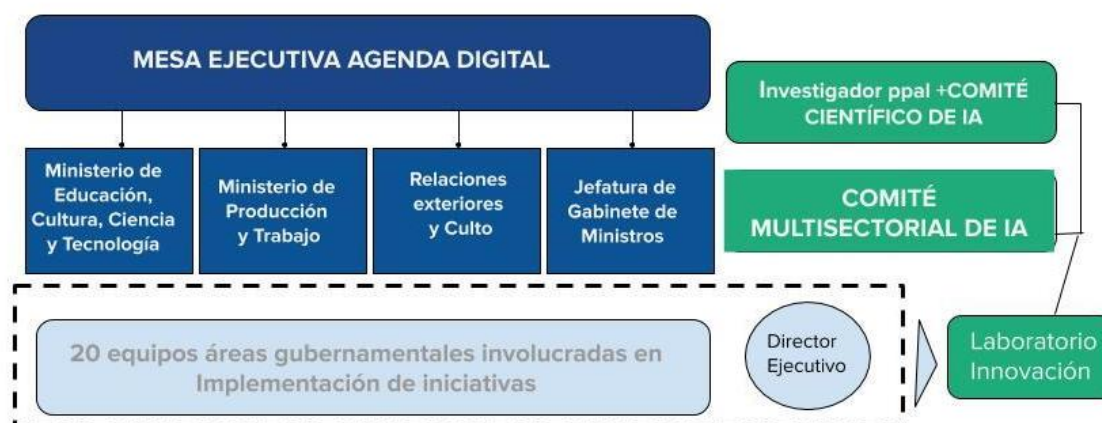 MESA EJECUTIVA AGENDA DIGITAL
Investigador ppal +COMITÉ
CIENTÍFICO DE IA
Ministerio de
Educación,
Cultura, Ciencia
y Tecnología
Ministerio de
Producción
y Trabajo
Relaciones
exteriores
y Culto
Jefatura de
Gabinete de
Ministros
COMITÉ
MULTISECTORIAL DE IA
20 equipos áreas gubernamentales involucradas en
Implementación de iniciativas
Director
Ejecutivo
Laboratorio
Innovación